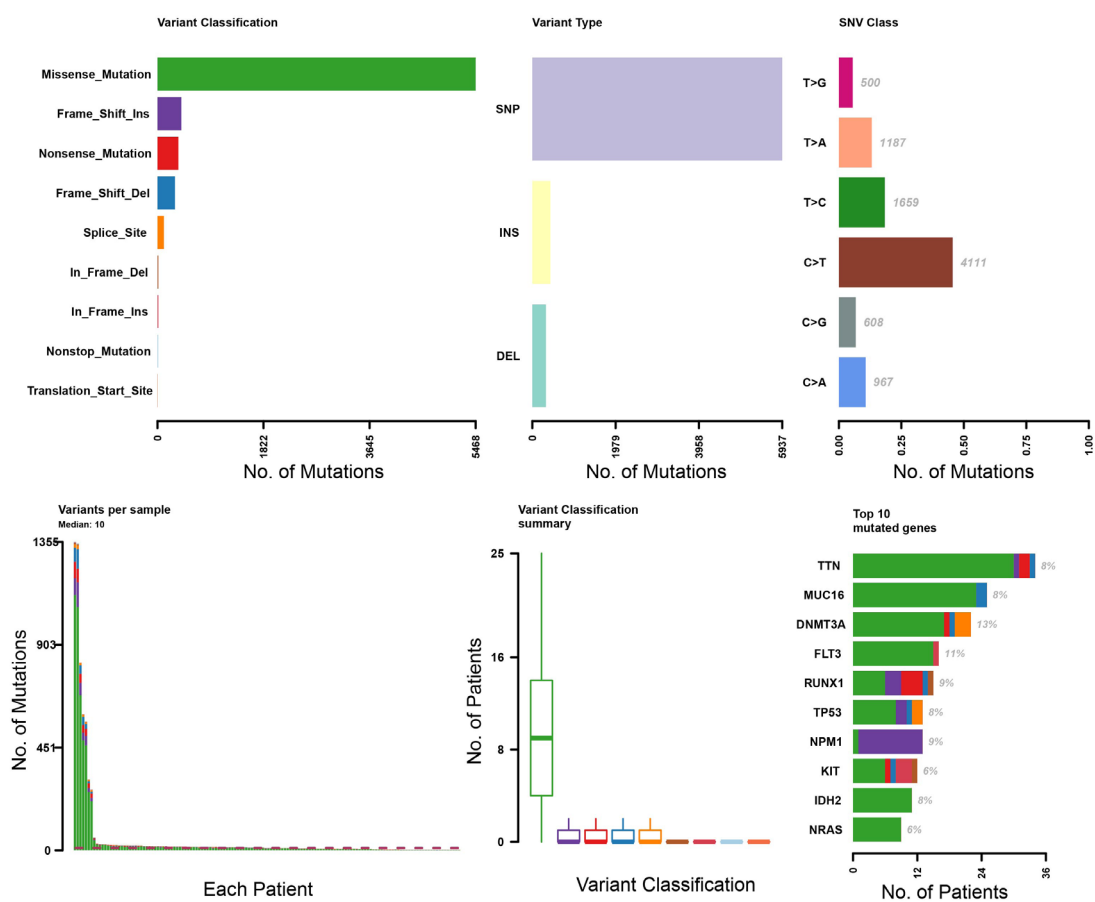 Variant Classification
Missense_Mutation
Frame_Shift_Ins
Nonsense_Mutation
Frame_Shift_Del
Splice_Site
In_Frame_Del
In_Frame_Ins
Nonstop_Mutation
Translation_Start_Site
0
1822
3645
5468
No. of Mutations
Variant Type
SNP
INS
DEL
0
1979
3958
5937
No. of Mutations
SNV Class
T>G
500
T>A
1187
T>C
1659
C>T
4111
C>G
608
C>A
967
0.00
0.25
0.50
0.75
1.00
No. of Mutations
Variants per sample
Median: 10
1355
903
451
0
No. of Mutations
Each Patient
Variant Classification
summary
25
16
8
0
No. of Patients
Variant Classification
Top 10
mutated genes
TTN 8%
MUC16 8%
DNMT3A 13%
FLT3 11%
RUNX1 9%
TP53 8%
NPM1 9%
KIT 6%
IDH2 8%
NRAS 6%
0
12
24
36
No. of Patients